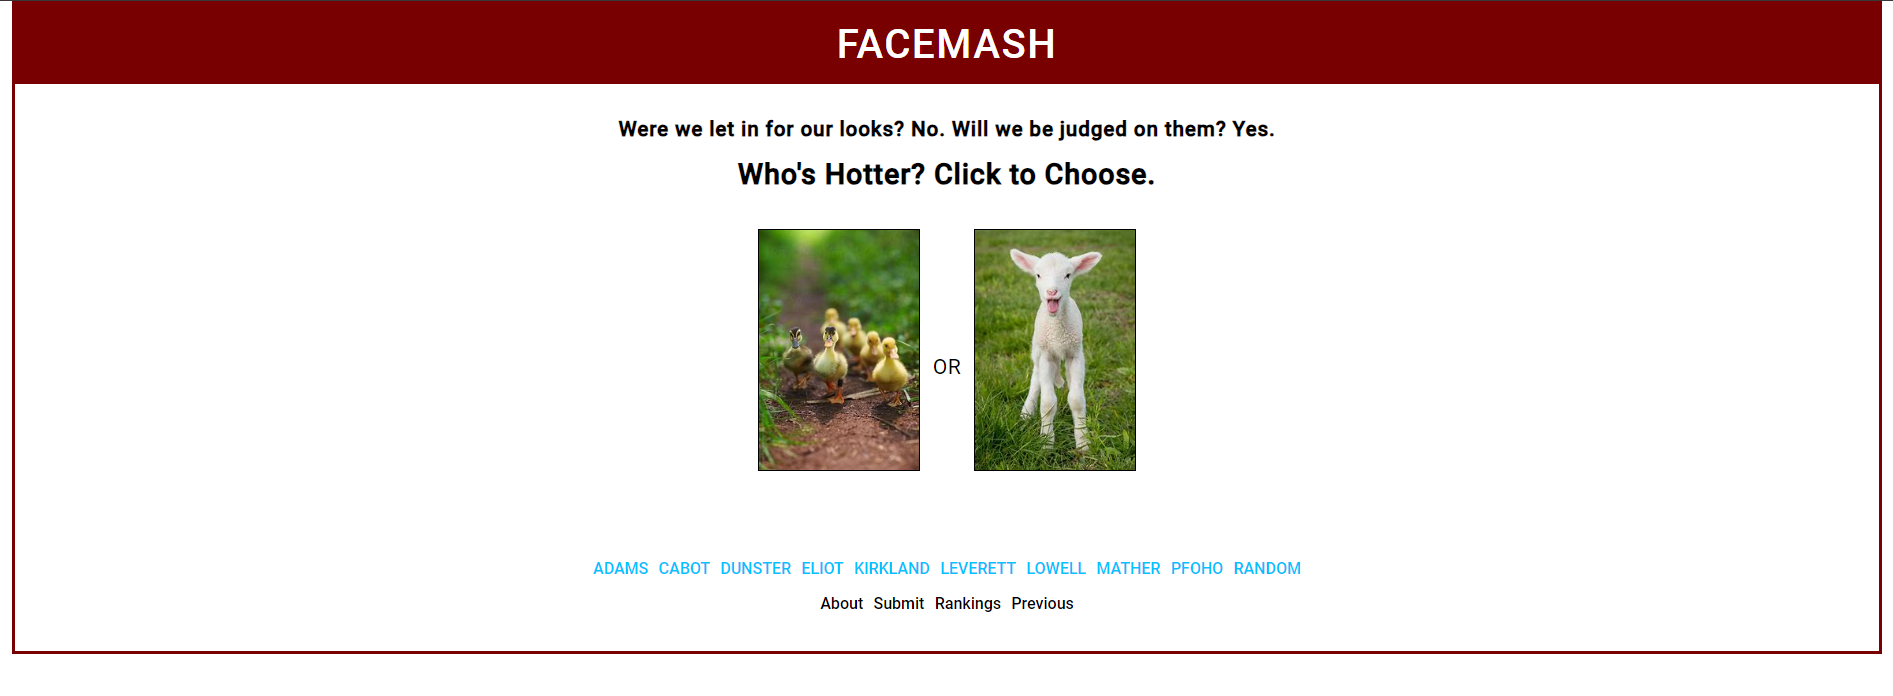 FACEMASH
Were we let in for our looks? No. Will we be judged on them? Yes.
Who's Hotter? Click to Choose.
OR
ADAMS CABOT DUNSTER ELIOT KIRKLAND LEVERETT LOWELL MATHER PFOHO RANDOM
About Submit Rankings Previous